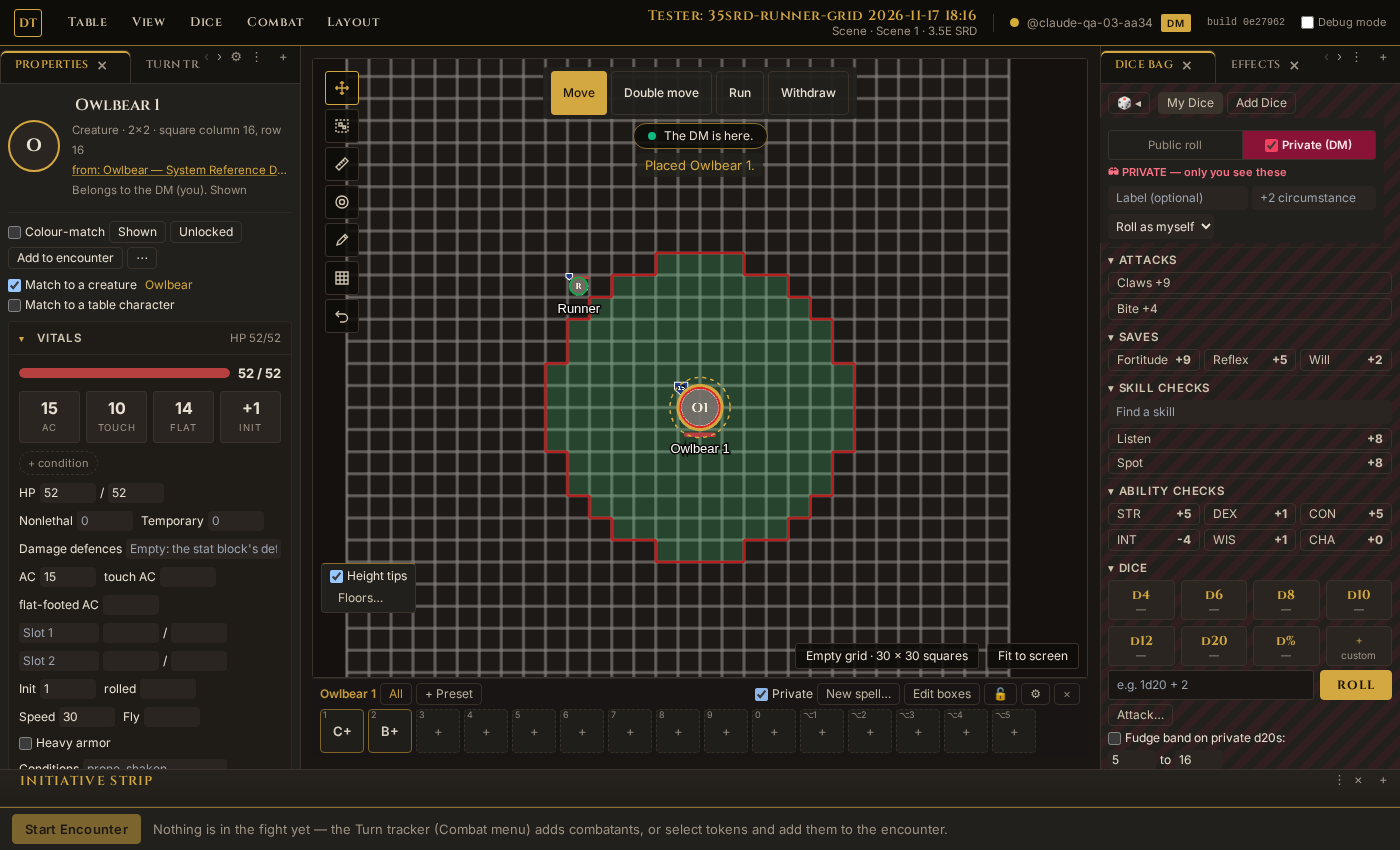 DT
TABLE
VIEW
DICE
COMBAT
LAYOUT
TESTER: 35SRD-RUNNER-GRID 2026-11-17 18:16
Scene · Scene 1 · 3.5E SRD
@claude-qa-03-aa34
DM
build 0e27962
Debug mode
PROPERTIES ×
TURN TR
‹ › ⚙ ⋮ +
OWLBEAR 1
O
Creature · 2×2 · square column 16, row
16
from: Owlbear — System Reference D...
Belongs to the DM (you). Shown
Colour-match
Shown
Unlocked
Add to encounter
...
Match to a creature
Owlbear
Match to a table character
▾ VITALS
HP 52/52
52 / 52
15
AC
10
TOUCH
14
FLAT
+1
INIT
+ condition
HP 52 / 52
Nonlethal 0 Temporary 0
Damage defences Empty: the stat block's def
AC 15 touch AC
flat-footed AC
Slot 1 /
Slot 2 /
Init 1 rolled
Speed 30 Fly
Heavy armor
Conditions prone, shaken
Move
Double move
Run
Withdraw
The DM is here.
Placed Owlbear 1.
R
Runner
15
O1
Owlbear 1
Height tips
Floors...
Empty grid · 30 × 30 squares
Fit to screen
Owlbear 1
All
+ Preset
Private
New spell...
Edit boxes
×
1 C+
2 B+
3 +
4 +
5 +
6 +
7 +
8 +
9 +
0 +
⌥1 +
⌥2 +
⌥3 +
⌥4 +
⌥5 +
DICE BAG ×
EFFECTS ×
‹ › ⋮ +
◂
My Dice
Add Dice
Public roll
Private (DM)
PRIVATE — only you see these
Label (optional)
+2 circumstance
Roll as myself
▾ ATTACKS
Claws +9
Bite +4
▾ SAVES
Fortitude +9
Reflex +5
Will +2
▾ SKILL CHECKS
Find a skill
Listen +8
Spot +8
▾ ABILITY CHECKS
STR +5
DEX +1
CON +5
INT -4
WIS +1
CHA +0
▾ DICE
D4 —
D6 —
D8 —
D10 —
D12 —
D20 —
D% —
+ custom
e.g. 1d20 + 2
ROLL
Attack...
Fudge band on private d20s:
5 to 16
INITIATIVE STRIP
⋮ × +
Start Encounter
Nothing is in the fight yet — the Turn tracker (Combat menu) adds combatants, or select tokens and add them to the encounter.